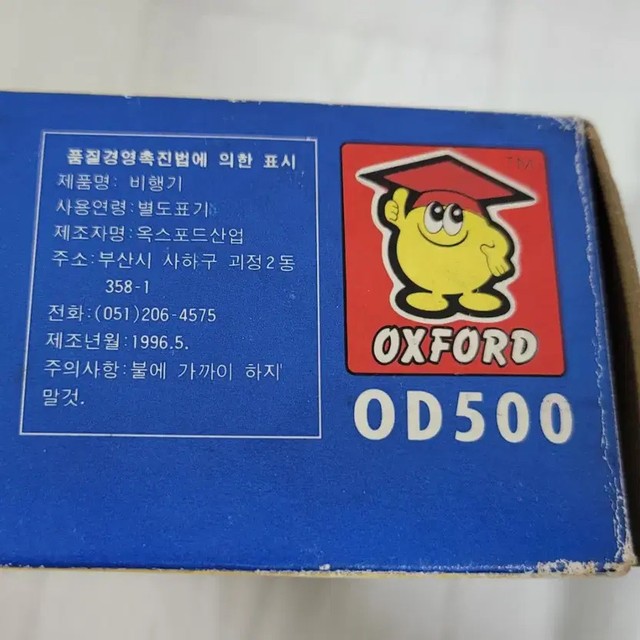 품질경영촉진법에 의한 표시
제품명: 비행기
사용연령:별도표기
제조자명:옥스포드산업
주소:부산시 사하구 괴정2동
358-1
전화:(051)206-4575
제조년월:1996.5.
주의사항:불에 가까이 하지
말것.
TM
OXFORD
OD500